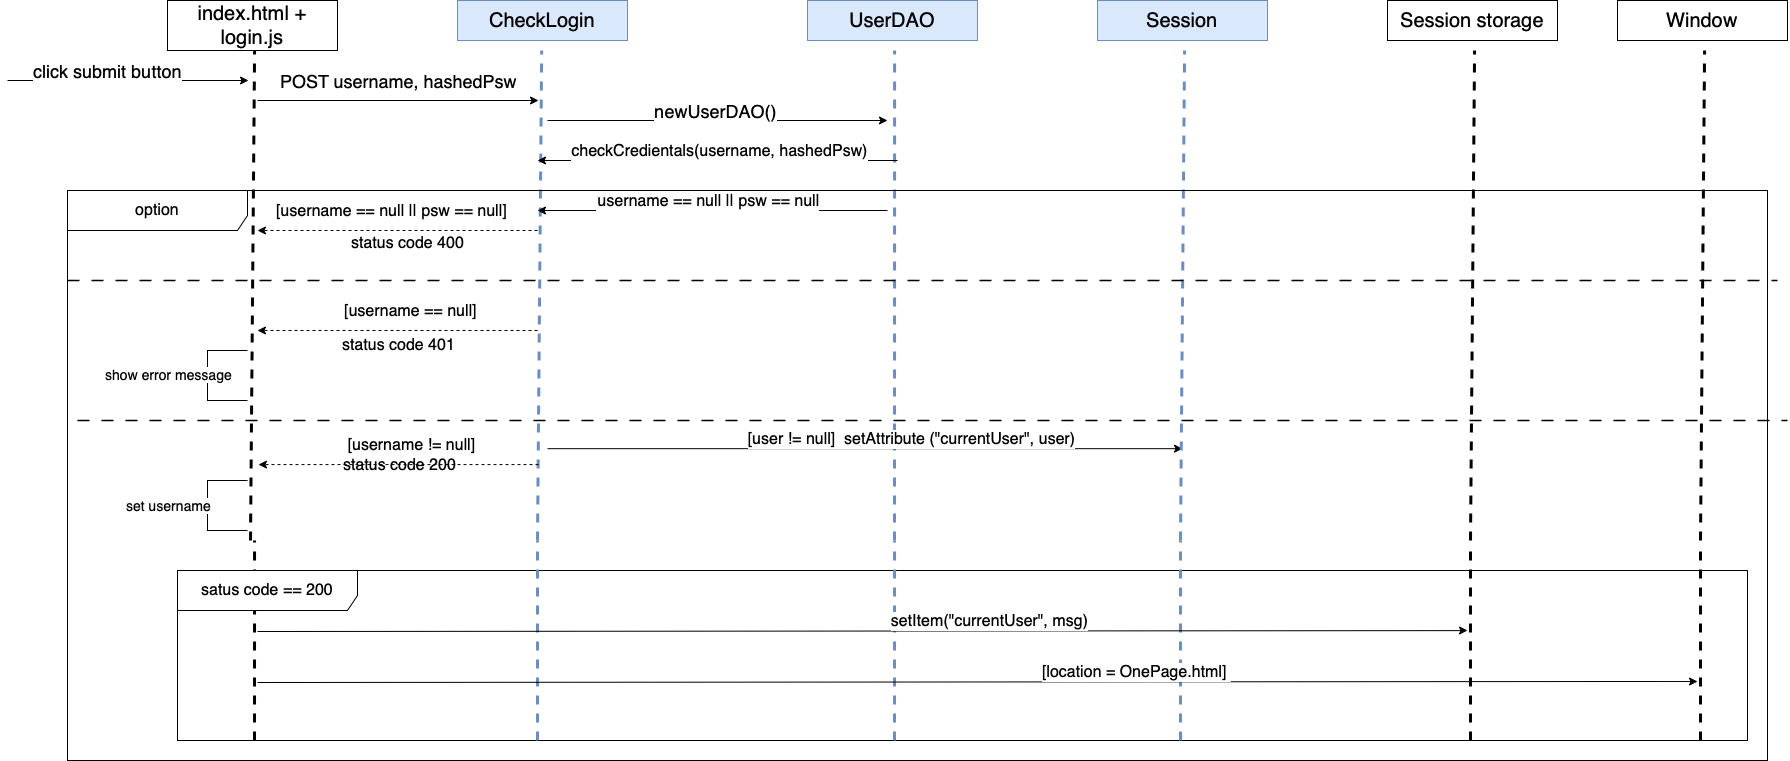 index.html +
login.js
CheckLogin
UserDAO
Session
Session storage
Window
click submit button
POST username, hashedPsw
newUserDAO()
checkCredientals(username, hashedPsw)
option
[username == null || psw == null]
username == null || psw == null
status code 400
[username == null]
status code 401
show error message
[username != null]
[user != null]  setAttribute ("currentUser", user)
status code 200
set username
satus code == 200
setItem("currentUser", msg)
[location = OnePage.html]